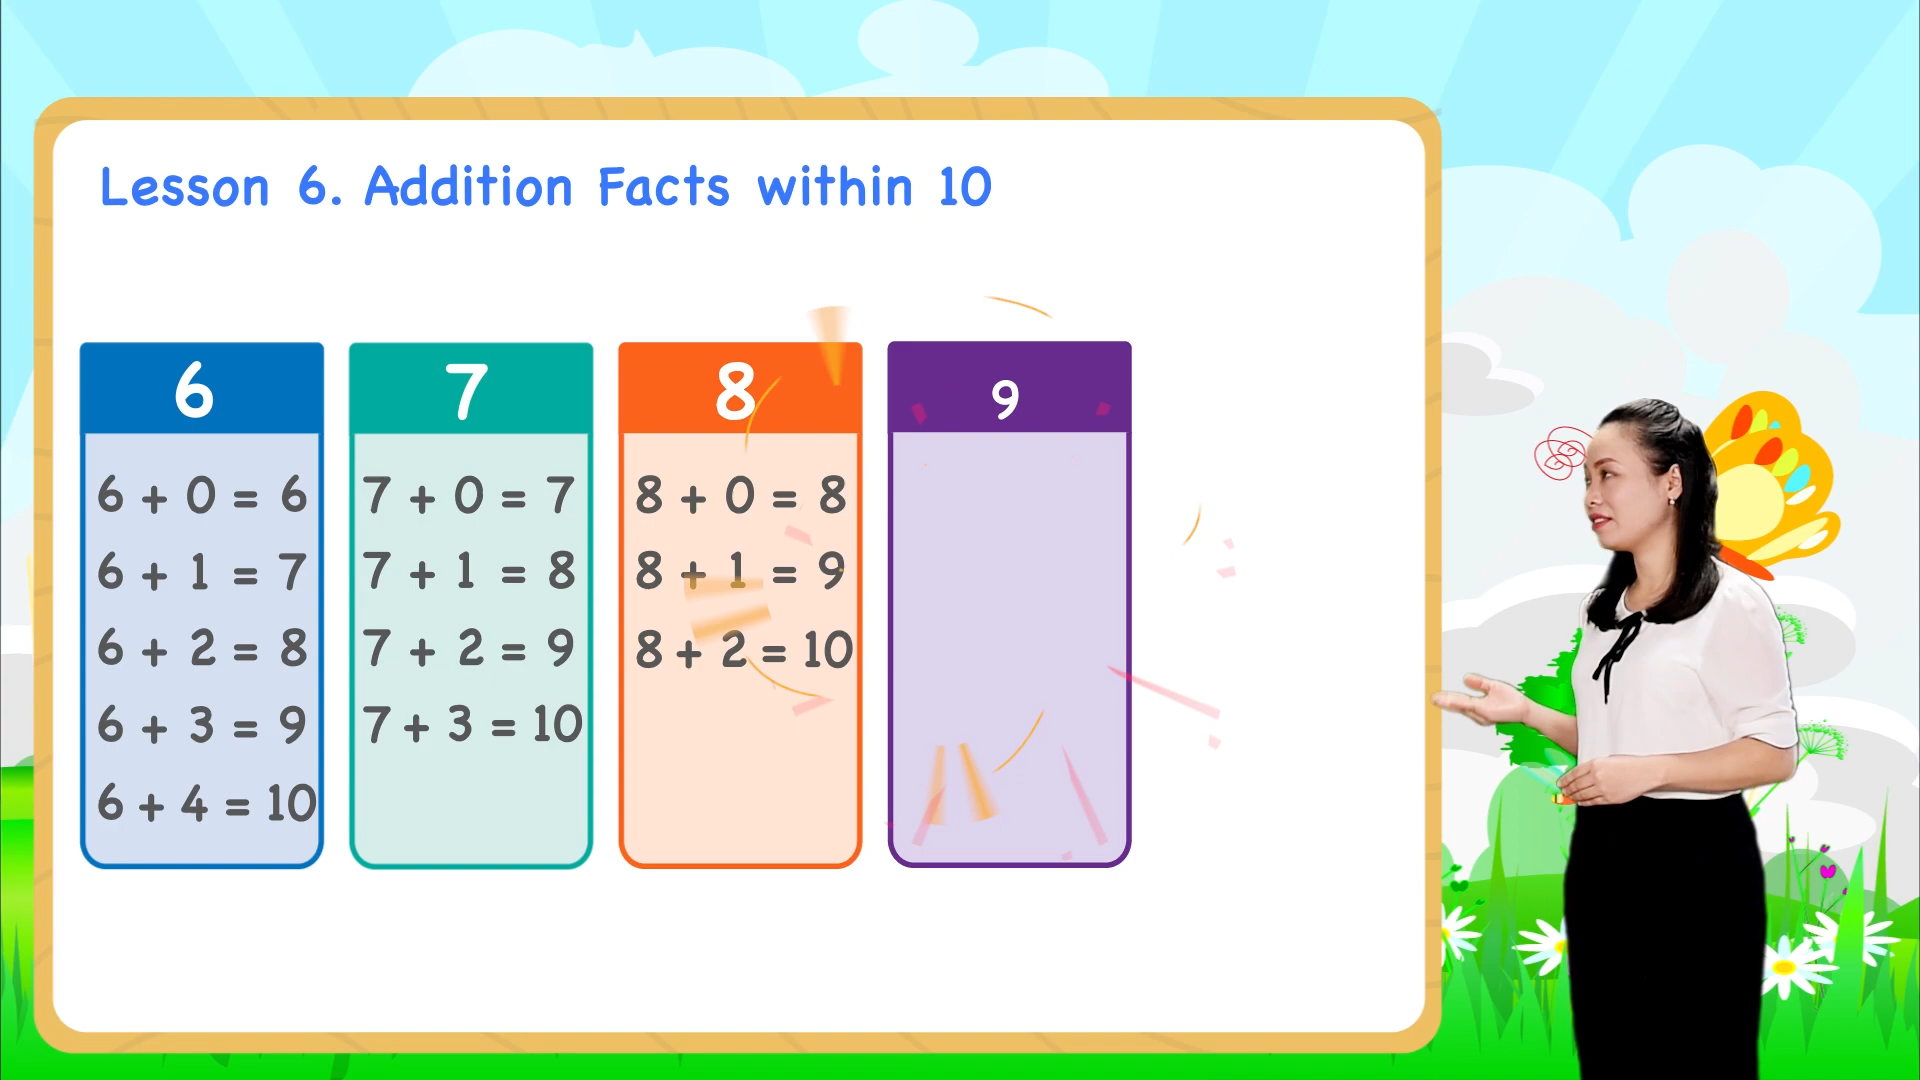 Lesson 6. Addition Facts within 10
6
6 + 0 = 6
6 + 1 = 7
6 + 2 = 8
6 + 3 = 9
6 + 4 = 10
7
7 + 0 = 7
7 + 1 = 8
7 + 2 = 9
7 + 3 = 10
8
8 + 0 = 8
8 + 1 = 9
8 + 2 = 10
9